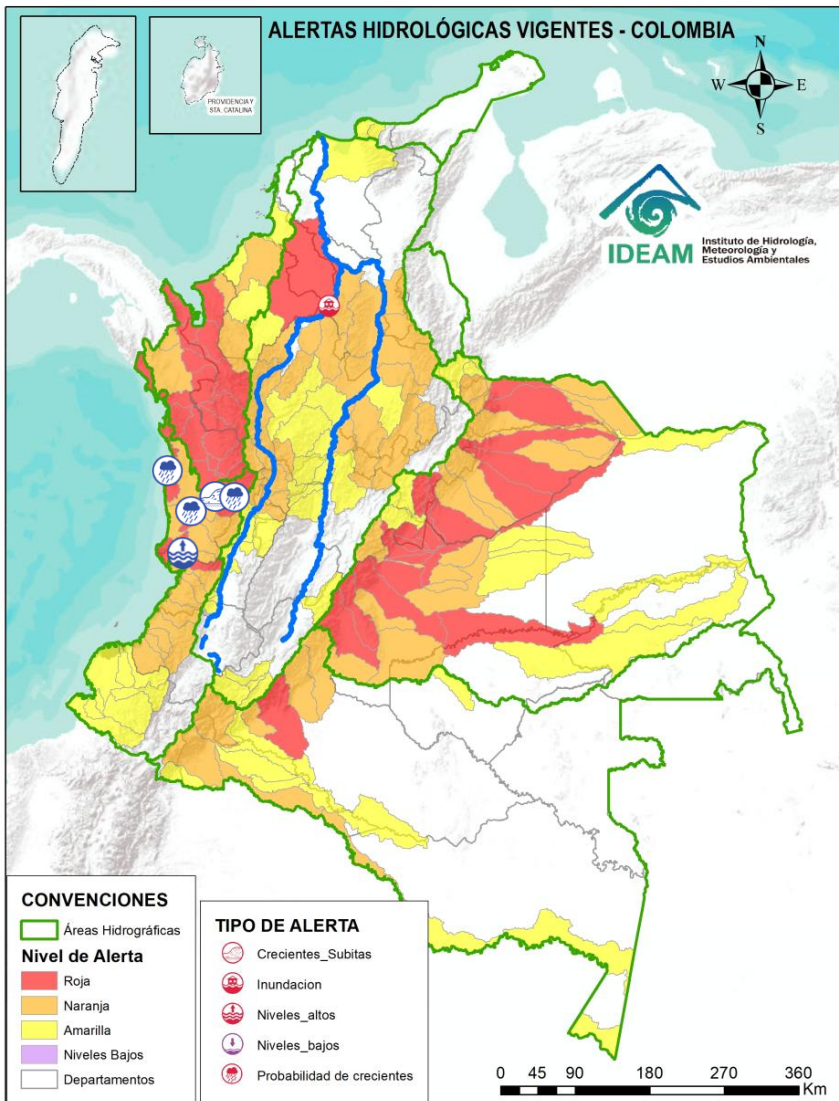 ALERTAS HIDROLÓGICAS VIGENTES - COLOMBIA
PROVIDENCIA Y
STA. CATALINA
N
W
E
S
IDEAM
Instituto de Hidrología,
Meteorología y
Estudios Ambientales
CONVENCIONES
Áreas Hidrográficas
Nivel de Alerta
Roja
Naranja
Amarilla
Niveles Bajos
Departamentos
TIPO DE ALERTA
Crecientes_Subitas
Inundacion
Niveles_altos
Niveles_bajos
Probabilidad de crecientes
0 45 90 180 270 360
Km